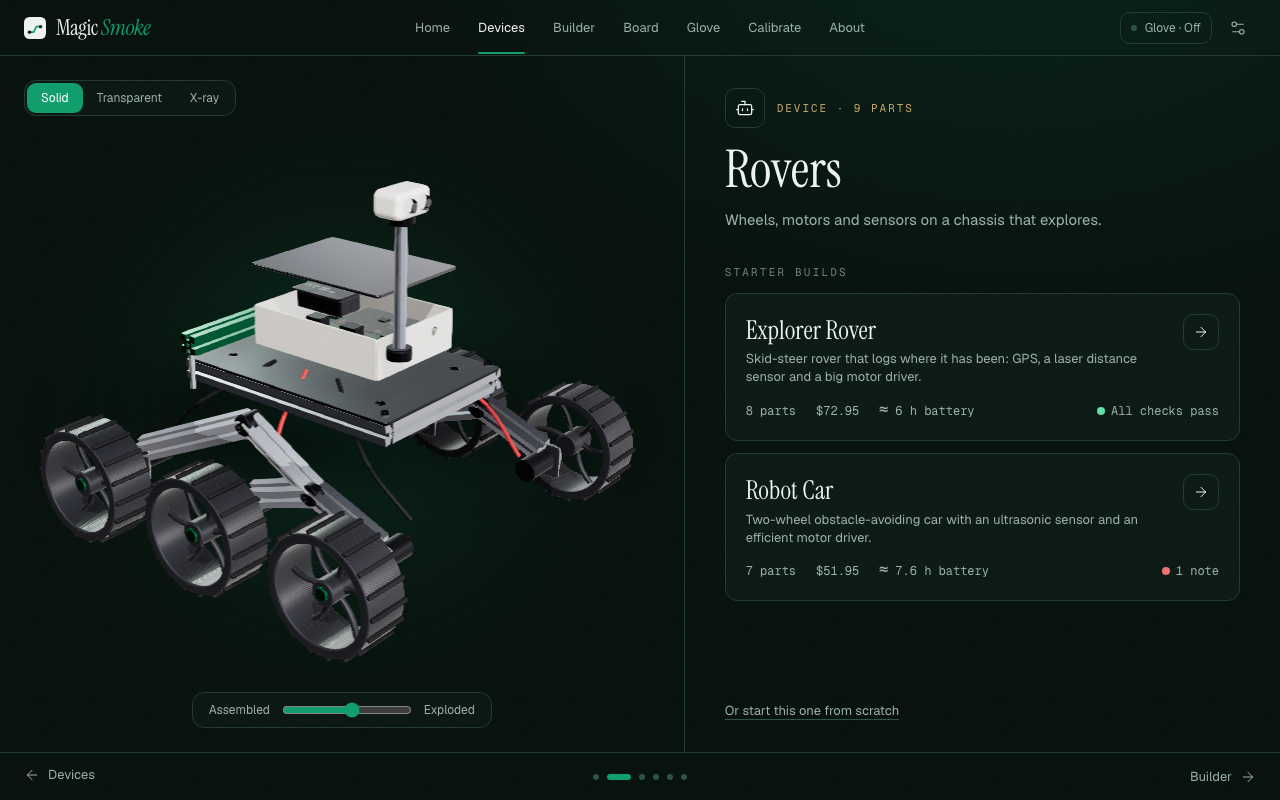 Magic Smoke
Home
Devices
Builder
Board
Glove
Calibrate
About
Glove · Off
Solid
Transparent
X-ray
DEVICE · 9 PARTS
Rovers
Wheels, motors and sensors on a chassis that explores.
STARTER BUILDS
Explorer Rover
Skid-steer rover that logs where it has been: GPS, a laser distance
sensor and a big motor driver.
8 parts $72.95 ≈ 6 h battery
All checks pass
Robot Car
Two-wheel obstacle-avoiding car with an ultrasonic sensor and an
efficient motor driver.
7 parts $51.95 ≈ 7.6 h battery
1 note
Assembled
Exploded
Or start this one from scratch
Devices
Builder